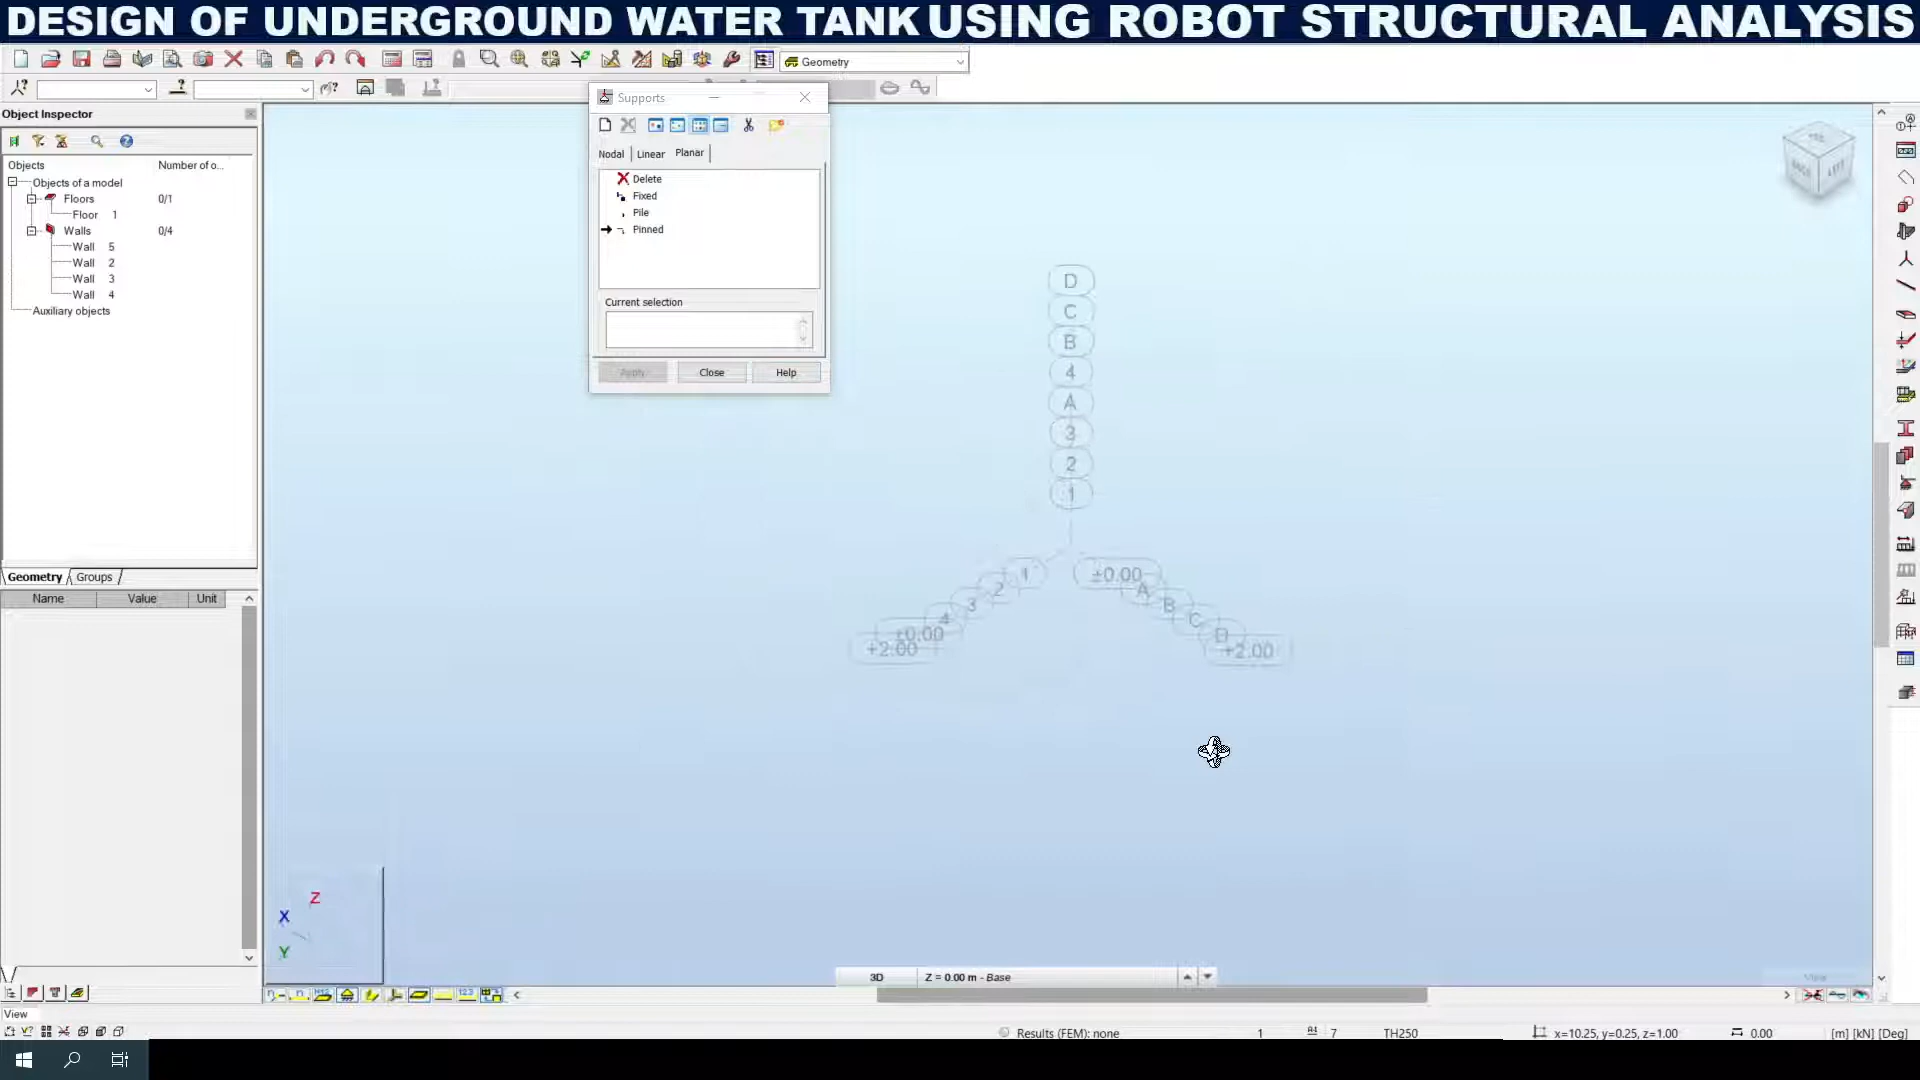 DESIGN OF UNDERGROUND WATER TANK USING ROBOT STRUCTURAL ANALYSIS
Geometry
Object Inspector
Objects Number of o...
Objects of a model
Floors 0/1
Floor 1
Walls 0/4
Wall 5
Wall 2
Wall 3
Wall 4
Auxiliary objects
Geometry Groups
Name Value Unit
Supports
Nodal Linear Planar
Delete
Fixed
Pile
Pinned
Current selection
Apply Close Help
D
C
B
4
A
3
2
1
1 ±0.00
2 A
3 B
4 C
±0.00 D
+2.00 +2.00
BACK LEFT
Z
X
Y
3D Z = 0.00 m - Base
View
View
Results (FEM): none 1 7 TH250 x=10.25, y=0.25, z=1.00 0.00 [m] [kN] [Deg]